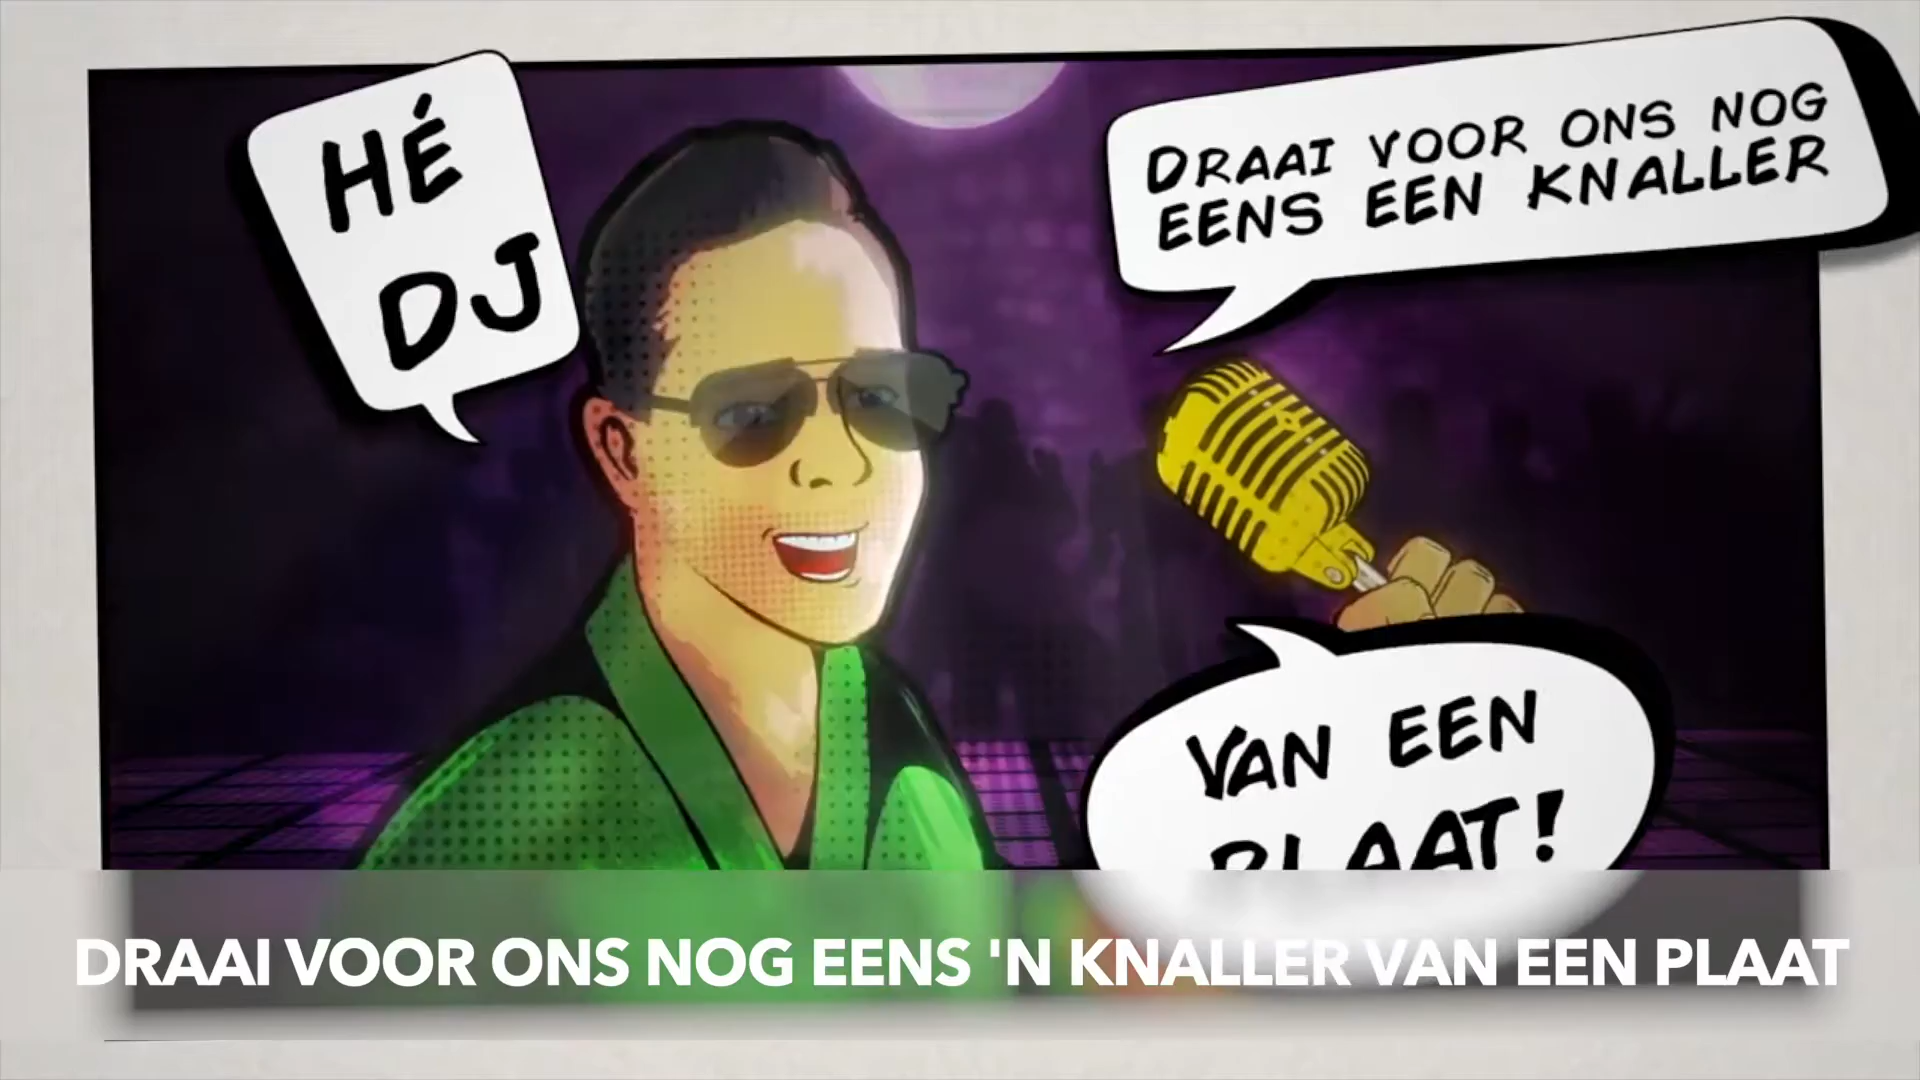 HÉ
DJ
DRAAI VOOR ONS NOG
EENS EEN KNALLER
VAN EEN
PLAAT!
DRAAI VOOR ONS NOG EENS 'N KNALLER VAN EEN PLAAT